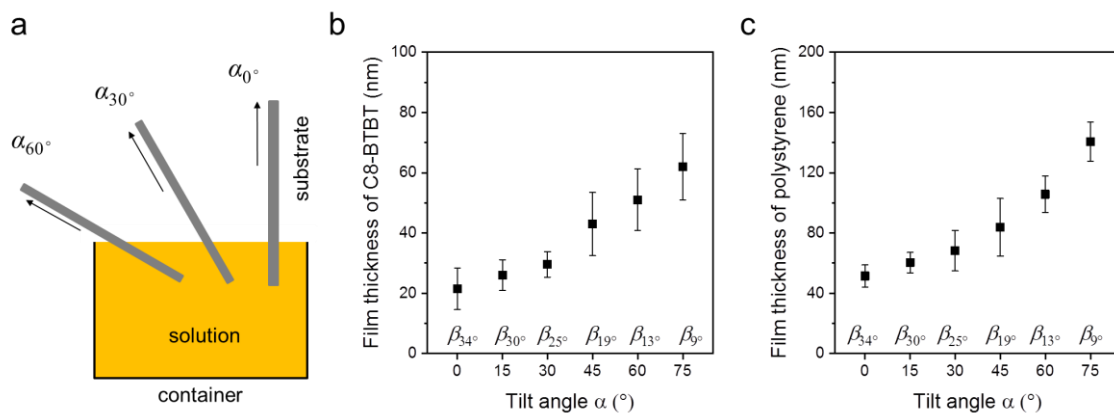 a
α0°
α30°
α60°
substrate
solution
container
b
Film thickness of C8-BTBT (nm)
100
80
60
40
20
0
β34° β30° β25° β19° β13° β9°
0 15 30 45 60 75
Tilt angle α (°)
c
Film thickness of polystyrene (nm)
200
160
120
80
40
0
β34° β30° β25° β19° β13° β9°
0 15 30 45 60 75
Tilt angle α (°)